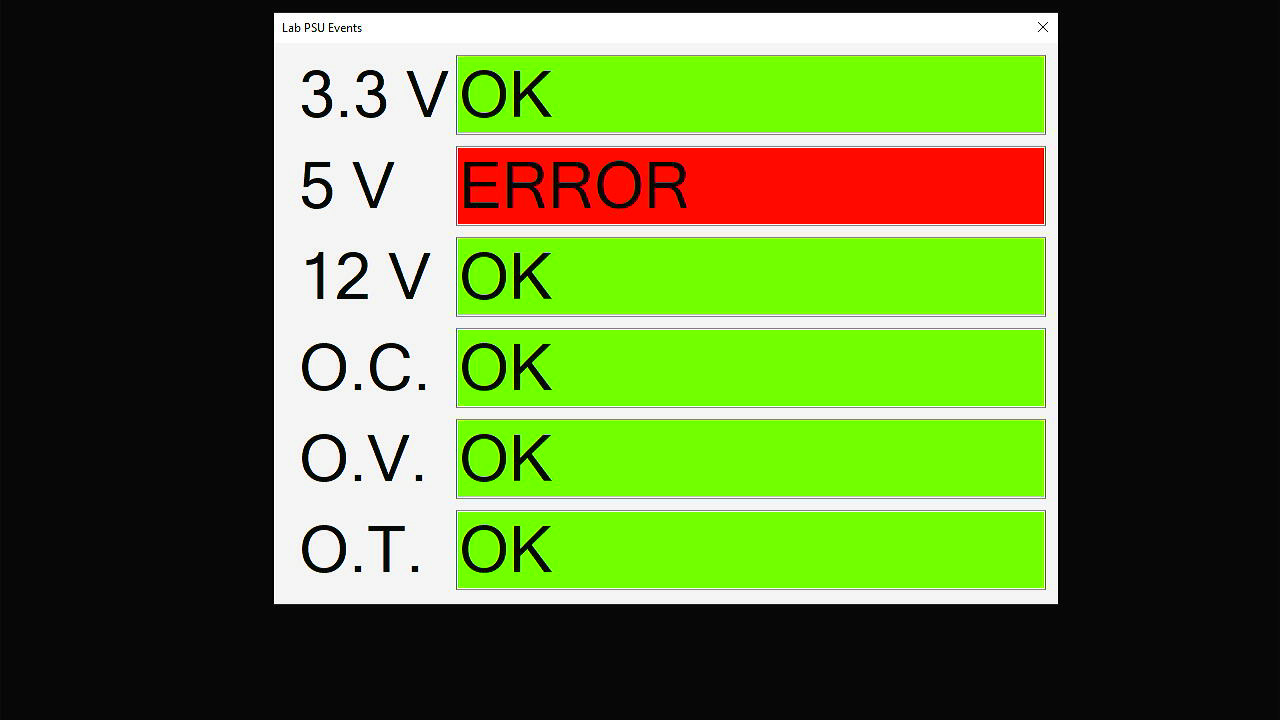 Lab PSU Events
3.3 V OK
5 V ERROR
12 V OK
O.C. OK
O.V. OK
O.T. OK